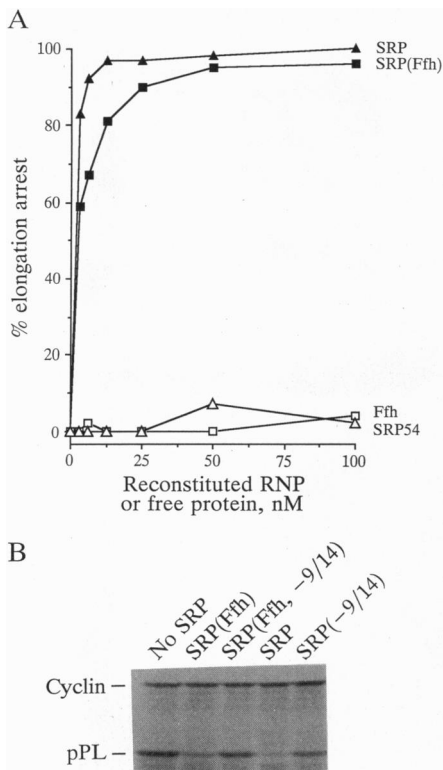 A
100
80
60
40
20
0
% elongation arrest
SRP
SRP(Ffh)
Ffh
SRP54
0 25 50 75 100
Reconstituted RNP
or free protein, nM
B
No SRP
SRP(Ffh)
SRP(Ffh, −9/14)
SRP
SRP(−9/14)
Cyclin –
pPL –